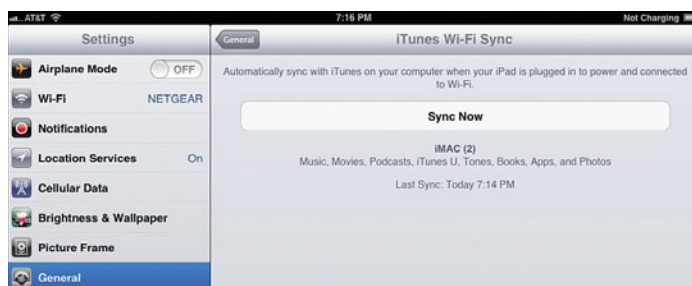 AT&T 7:16 PM Not Charging
Settings
General iTunes Wi-Fi Sync
Airplane Mode OFF
Automatically sync with iTunes on your computer when your iPad is plugged in to power and connected
to Wi-Fi.
Wi-Fi NETGEAR
Sync Now
Notifications
iMAC (2)
Location Services On
Music, Movies, Podcasts, iTunes U, Tones, Books, Apps, and Photos
Cellular Data
Last Sync: Today 7:14 PM
Brightness & Wallpaper
Picture Frame
General